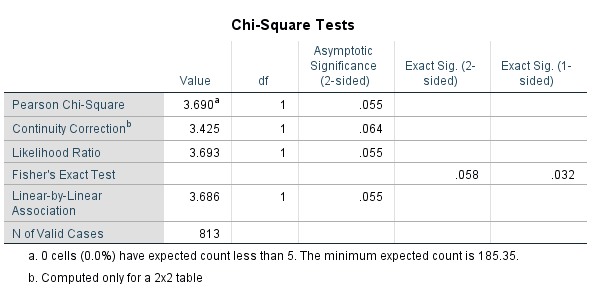 Chi-Square Tests
Value df Asymptotic Significance (2-sided) Exact Sig. (2-sided) Exact Sig. (1-sided)
Pearson Chi-Square 3.690a 1 .055
Continuity Correctionb 3.425 1 .064
Likelihood Ratio 3.693 1 .055
Fisher's Exact Test .058 .032
Linear-by-Linear Association 3.686 1 .055
N of Valid Cases 813
a. 0 cells (0.0%) have expected count less than 5. The minimum expected count is 185.35.
b. Computed only for a 2x2 table